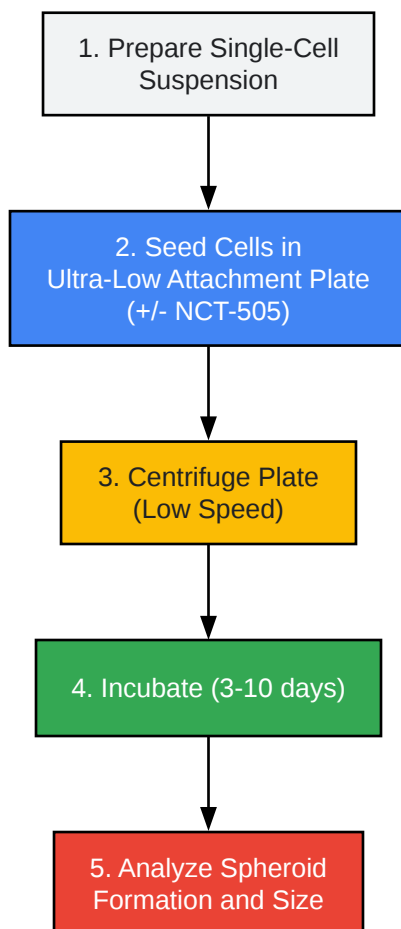 1. Prepare Single-Cell
Suspension
2. Seed Cells in
Ultra-Low Attachment Plate
(+/- NCT-505)
3. Centrifuge Plate
(Low Speed)
4. Incubate (3-10 days)
5. Analyze Spheroid
Formation and Size